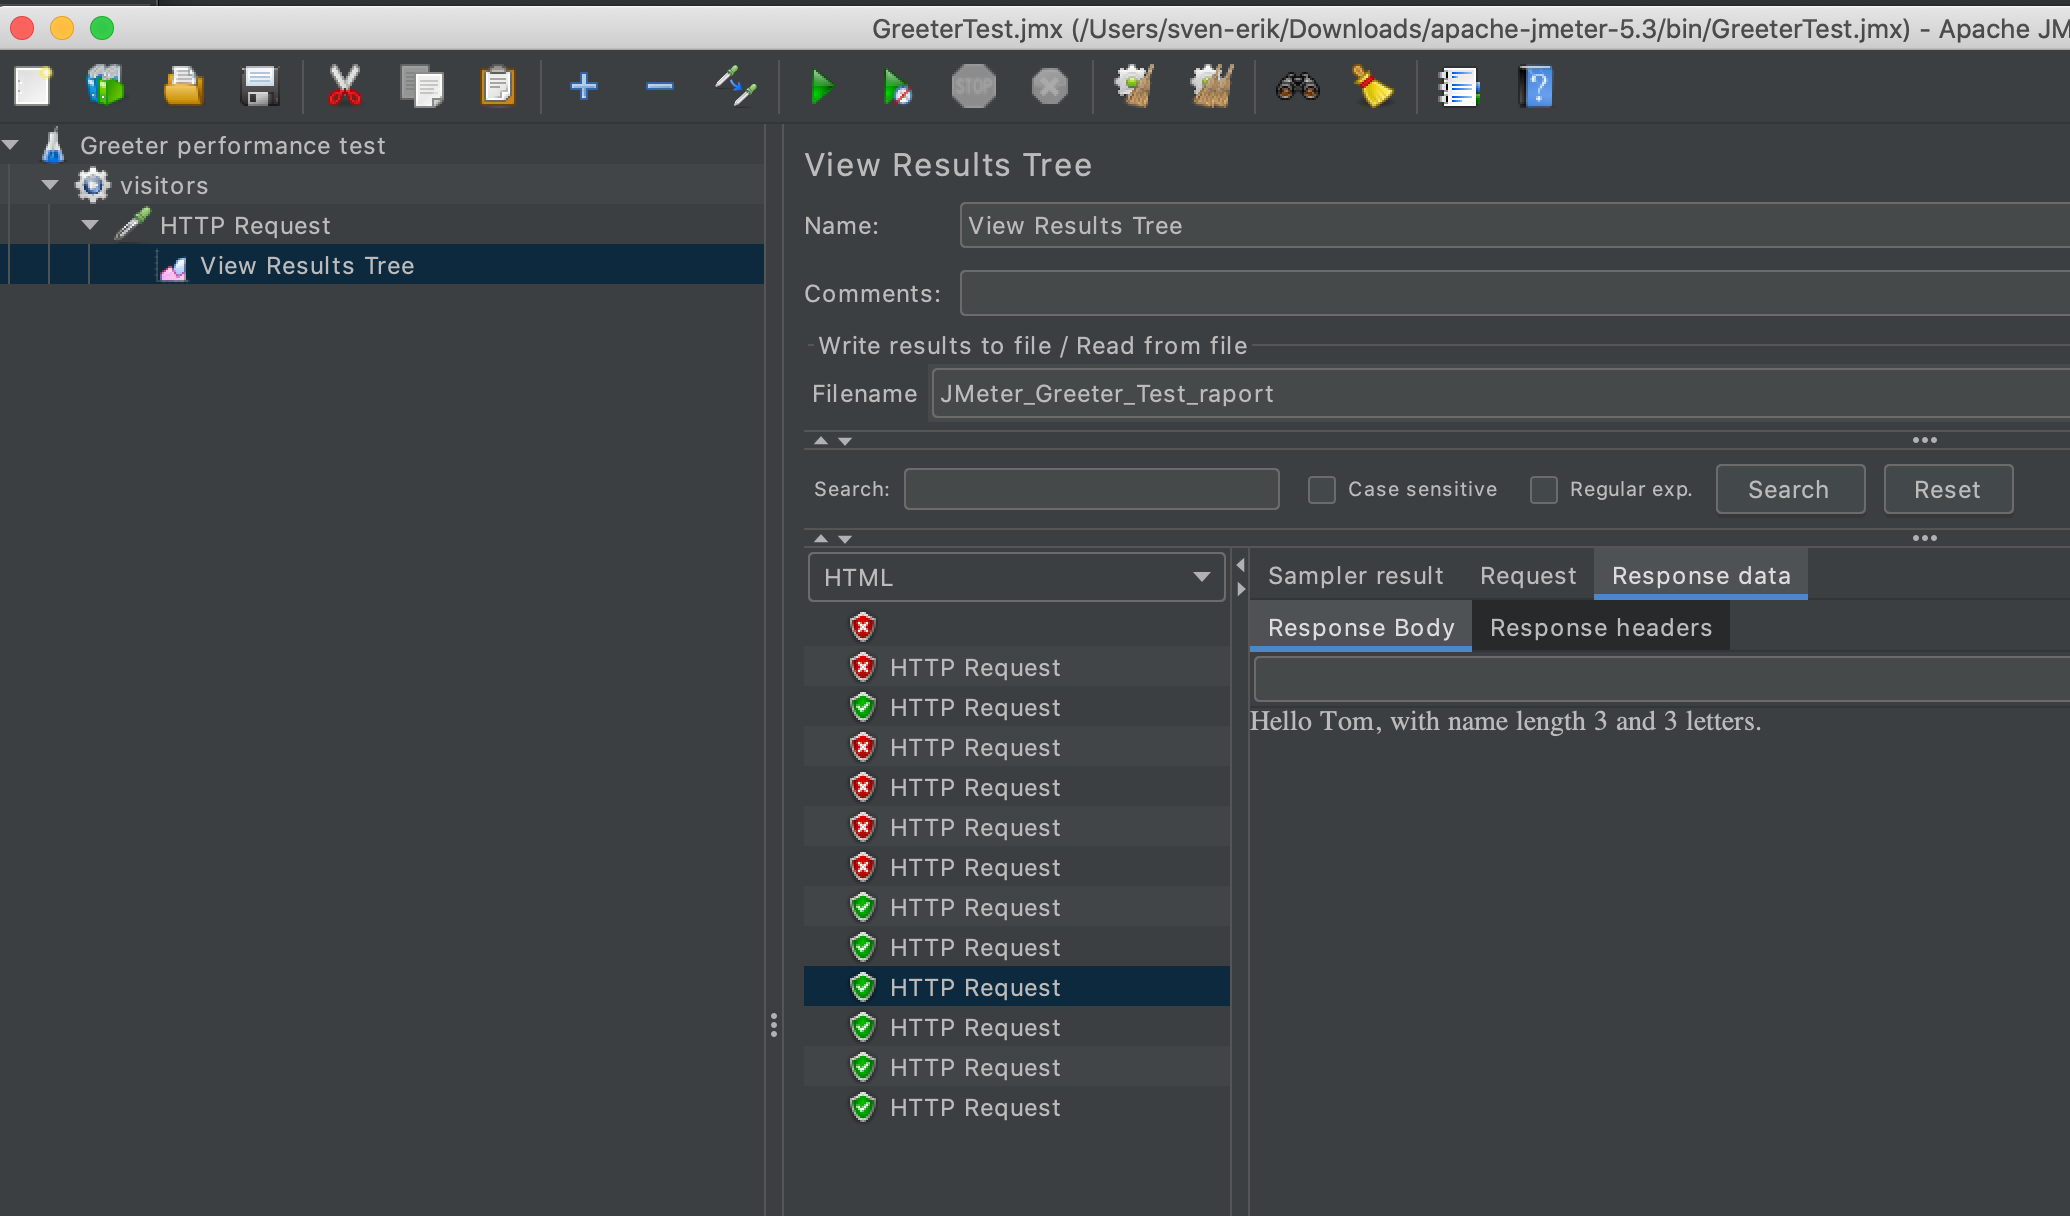 GreeterTest.jmx (/Users/sven-erik/Downloads/apache-jmeter-5.3/bin/GreeterTest.jmx) - Apache JM
STOP
Greeter performance test
visitors
HTTP Request
View Results Tree
View Results Tree
Name: View Results Tree
Comments:
Write results to file / Read from file
Filename JMeter_Greeter_Test_raport
Search: Case sensitive Regular exp. Search Reset
HTML
HTTP Request
HTTP Request
HTTP Request
HTTP Request
HTTP Request
HTTP Request
HTTP Request
HTTP Request
HTTP Request
HTTP Request
HTTP Request
HTTP Request
Sampler result Request Response data
Response Body Response headers
Hello Tom, with name length 3 and 3 letters.